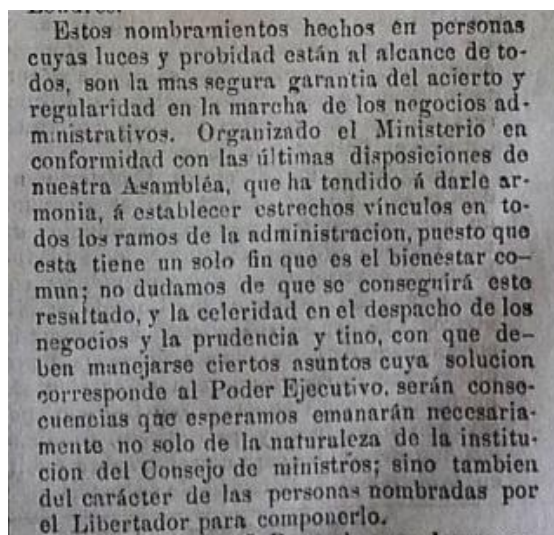 Estos nombramientos hechos en personas
cuyas luces y probidad están al alcance de to-
dos, son la mas segura garantia del acierto y
regularidad en la marcha de los negocios ad-
ministrativos. Organizado el Ministerio en
conformidad con las últimas disposiciones de
nuestra Asambléa, que ha tendido á darle ar-
monia, á establecer estrechos vínculos en to-
dos los ramos de la administracion, puesto que
esta tiene un solo fin que es el bienestar co-
mun; no dudamos de que se conseguirá este
resultado, y la celeridad en el despacho de los
negocios y la prudencia y tino, con que de-
ben manejarse ciertos asuntos cuya solucion
corresponde al Poder Ejecutivo, serán conse-
cuencias que esperamos emanarán necesaria-
mente no solo de la naturaleza de la institu-
cion del Consejo de ministros; sino tambien
del carácter de las personas nombradas por
el Libertador para componerlo.